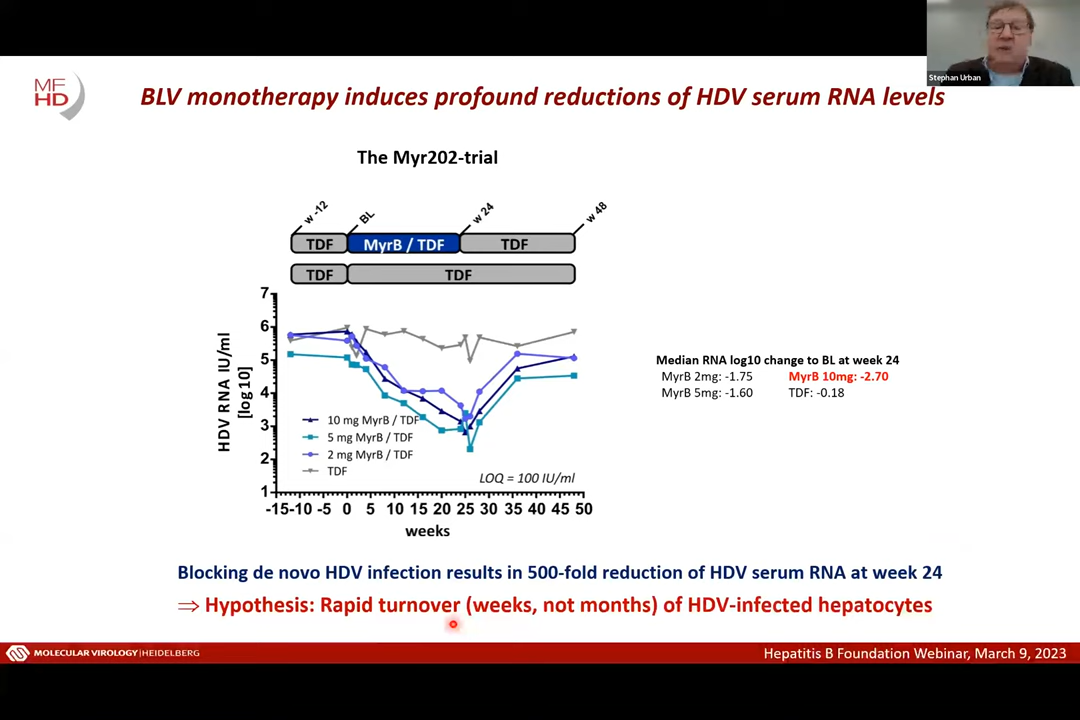 Stephan Urban
MF
HD
BLV monotherapy induces profound reductions of HDV serum RNA levels
The Myr202-trial
w -12
BL
w 24
w 48
TDF
MyrB / TDF
TDF
TDF
TDF
7
6
5
4
3
2
1
HDV RNA IU/ml
[log10]
10 mg MyrB / TDF
5 mg MyrB / TDF
2 mg MyrB / TDF
TDF
LOQ = 100 IU/ml
-15 -10 -5 0 5 10 15 20 25 30 35 40 45 50
weeks
Median RNA log10 change to BL at week 24
MyrB 2mg: -1.75 MyrB 10mg: -2.70
MyrB 5mg: -1.60 TDF: -0.18
Blocking de novo HDV infection results in 500-fold reduction of HDV serum RNA at week 24
⇒ Hypothesis: Rapid turnover (weeks, not months) of HDV-infected hepatocytes
MOLECULAR VIROLOGY|HEIDELBERG
Hepatitis B Foundation Webinar, March 9, 2023